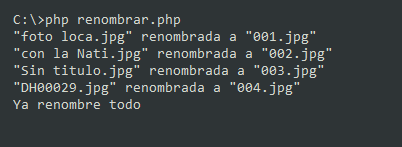 C:\>php renombrar.php
"foto loca.jpg" renombrada a "001.jpg"
"con la Nati.jpg" renombrada a "002.jpg"
"Sin titulo.jpg" renombrada a "003.jpg"
"DH00029.jpg" renombrada a "004.jpg"
Ya renombre todo